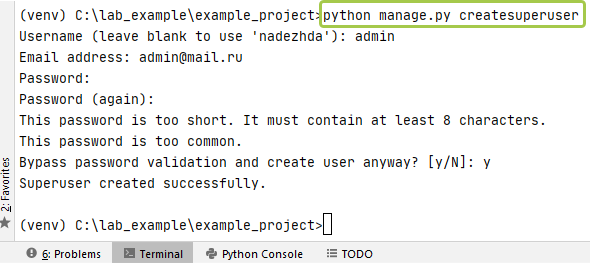 (venv) C:\lab_example\example_project>python manage.py createsuperuser
Username (leave blank to use 'nadezhda'): admin
Email address: admin@mail.ru
Password:
Password (again):
This password is too short. It must contain at least 8 characters.
This password is too common.
Bypass password validation and create user anyway? [y/N]: y
Superuser created successfully.
(venv) C:\lab_example\example_project>
2: Favorites
6: Problems Terminal Python Console TODO